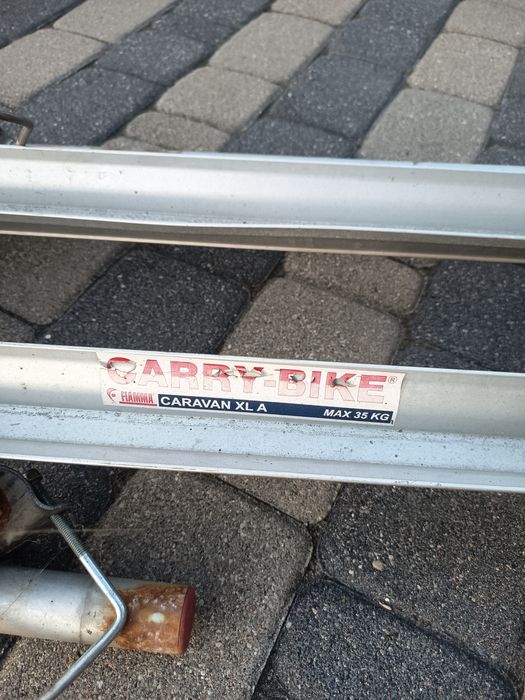 CARRY-BIKE®
FIAMMA CARAVAN XL A MAX 35 KG